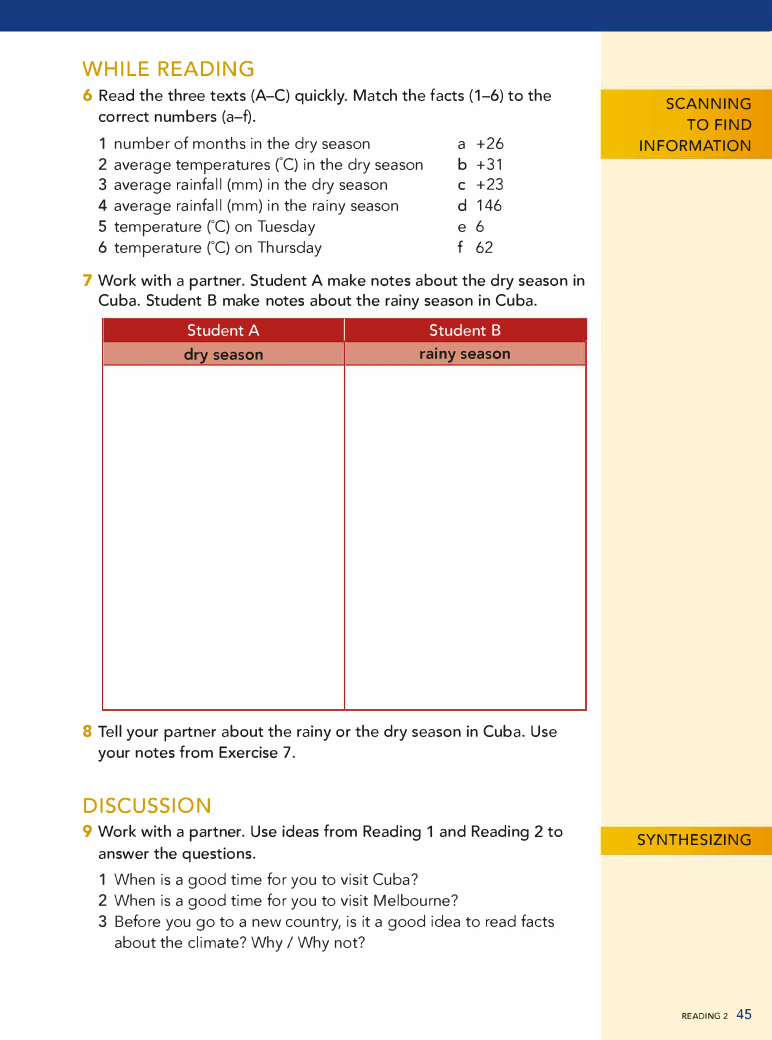 WHILE READING
6 Read the three texts (A–C) quickly. Match the facts (1–6) to the
correct numbers (a–f).
SCANNING
TO FIND
INFORMATION
1 number of months in the dry season a +26
2 average temperatures (°C) in the dry season b +31
3 average rainfall (mm) in the dry season c +23
4 average rainfall (mm) in the rainy season d 146
5 temperature (°C) on Tuesday e 6
6 temperature (°C) on Thursday f 62
7 Work with a partner. Student A make notes about the dry season in
Cuba. Student B make notes about the rainy season in Cuba.
Student A Student B
dry season rainy season
8 Tell your partner about the rainy or the dry season in Cuba. Use
your notes from Exercise 7.
DISCUSSION
9 Work with a partner. Use ideas from Reading 1 and Reading 2 to
answer the questions.
SYNTHESIZING
1 When is a good time for you to visit Cuba?
2 When is a good time for you to visit Melbourne?
3 Before you go to a new country, is it a good idea to read facts
about the climate? Why / Why not?
READING 2 45